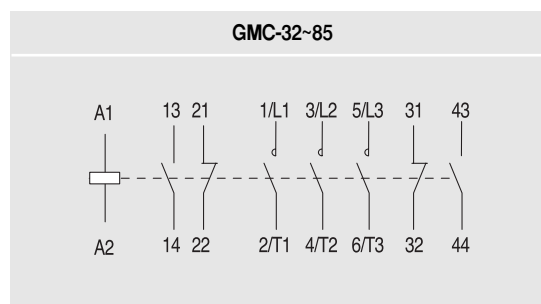 GMC-32~85
A1 13 21 1/L1 3/L2 5/L3 31 43
A2 14 22 2/T1 4/T2 6/T3 32 44